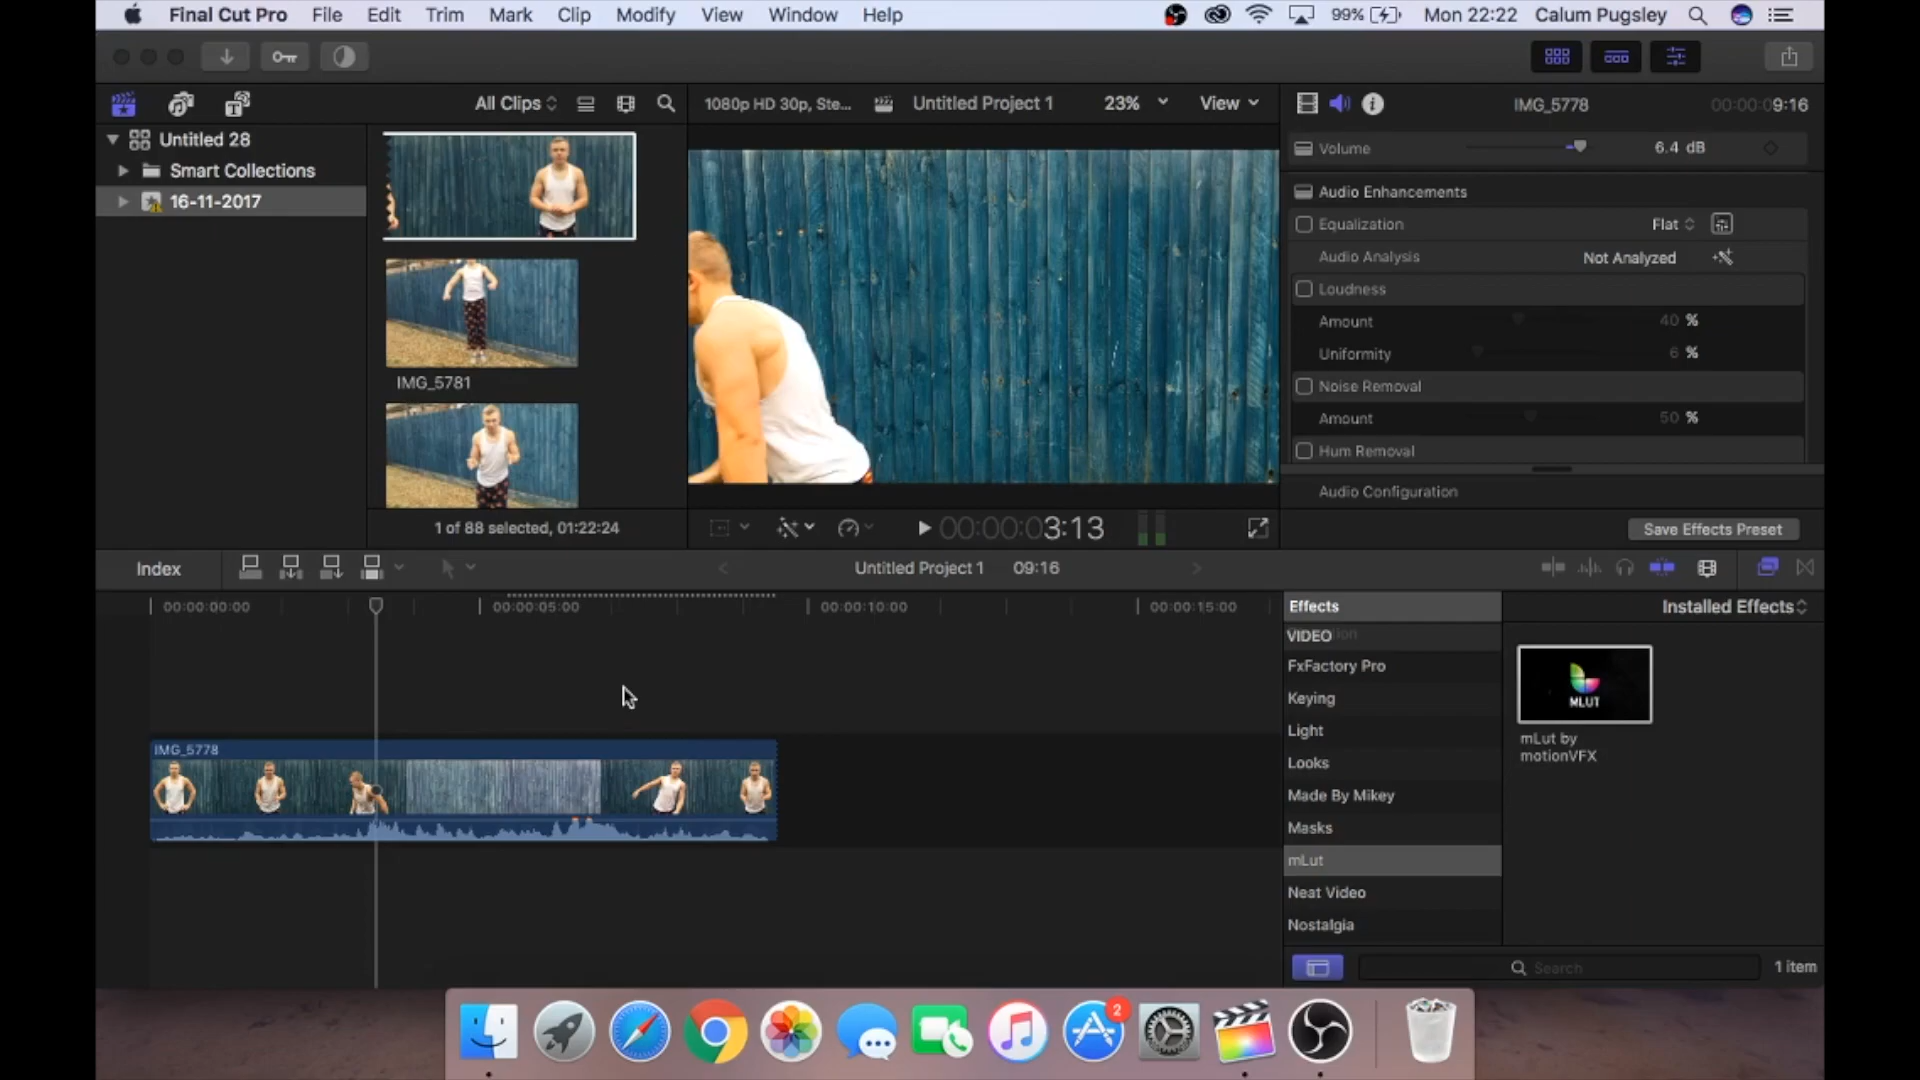 Final Cut Pro File Edit Trim Mark Clip Modify View Window Help 99% Mon 22:22 Calum Pugsley
All Clips 1080p HD 30p, Ste... Untitled Project 1 23% View IMG_5778 00:00:09:16
Untitled 28
Smart Collections
16-11-2017
IMG_5781
1 of 88 selected, 01:22:24
00:00:03:13
Volume 6.4 dB
Audio Enhancements
Equalization Flat
Audio Analysis Not Analyzed
Loudness
Amount 40 %
Uniformity 6 %
Noise Removal
Amount 50 %
Hum Removal
Audio Configuration
Save Effects Preset
Index Untitled Project 1 09:16
00:00:00:00 00:00:05:00 00:00:10:00 00:00:15:00
IMG_5778
Effects Installed Effects
VIDEO
FxFactory Pro
Keying
Light
Looks
Made By Mikey
Masks
mLut
Neat Video
Nostalgia
MLUT
mLut by
motionVFX
Search 1 item
2